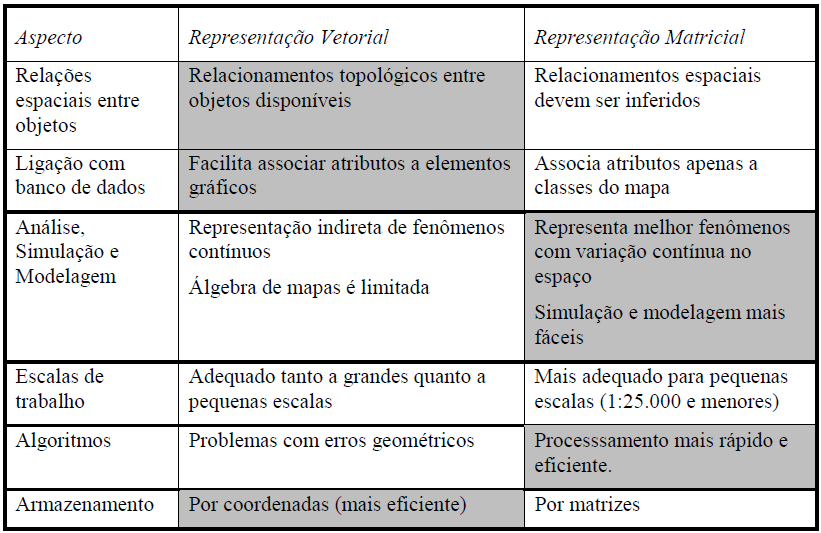 Aspecto
Representação Vetorial
Representação Matricial
Relações
espaciais entre
objetos
Relacionamentos topológicos entre
objetos disponíveis
Relacionamentos espaciais
devem ser inferidos
Ligação com
banco de dados
Facilita associar atributos a elementos
gráficos
Associa atributos apenas a
classes do mapa
Análise,
Simulação e
Modelagem
Representação indireta de fenômenos
contínuos
Álgebra de mapas é limitada
Representa melhor fenômenos
com variação contínua no
espaço
Simulação e modelagem mais
fáceis
Escalas de
trabalho
Adequado tanto a grandes quanto a
pequenas escalas
Mais adequado para pequenas
escalas (1:25.000 e menores)
Algoritmos
Problemas com erros geométricos
Processsamento mais rápido e
eficiente.
Armazenamento
Por coordenadas (mais eficiente)
Por matrizes